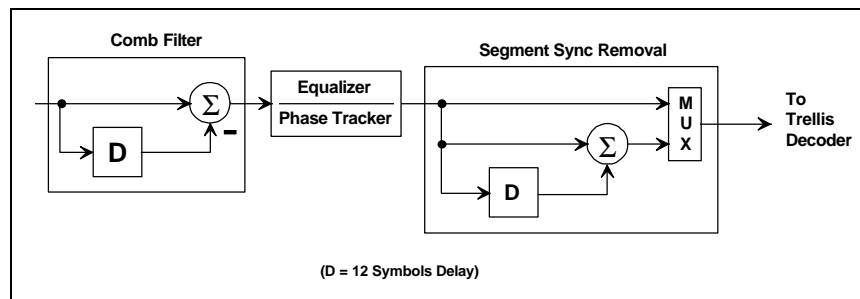 Comb Filter
Segment Sync Removal
Σ
–
D
Equalizer
Phase Tracker
Σ
D
M
U
X
To
Trellis
Decoder
(D = 12 Symbols Delay)